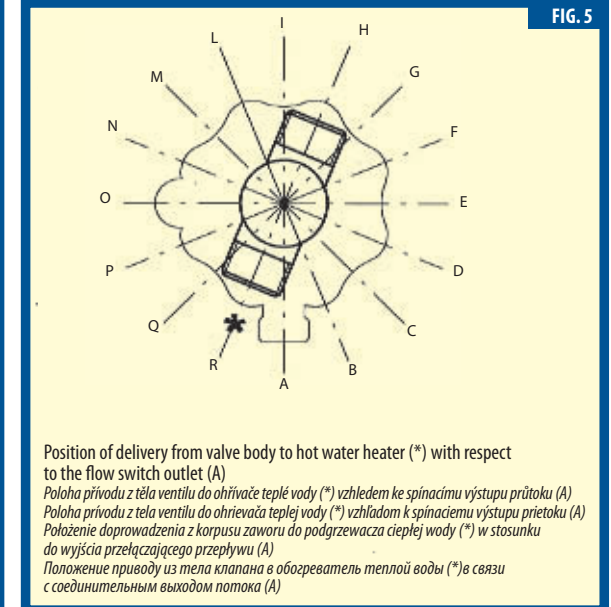 FIG. 5
I
H
L
G
M
F
N
E
O
D
P
C
Q
*
R
B
A
Position of delivery from valve body to hot water heater (*) with respect
to the flow switch outlet (A)
Poloha přívodu z těla ventilu do ohřívače teplé vody (*) vzhledem ke spínacímu výstupu průtoku (A)
Poloha prívodu z tela ventilu do ohrievača teplej vody (*) vzhľadom k spínaciemu výstupu prietoku (A)
Położenie doprowadzenia z korpusu zaworu do podgrzewacza ciepłej wody (*) w stosunku
do wyjścia przełączającego przepływu (A)
Положение приводу из тела клапана в обогреватель теплой воды (*)в связи
с соединительным выходом потока (A)